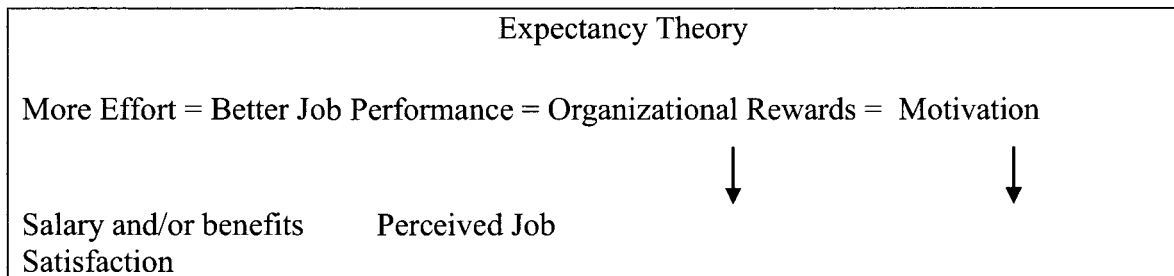 Expectancy Theory
More Effort = Better Job Performance = Organizational Rewards = Motivation
Salary and/or benefits Perceived Job
Satisfaction